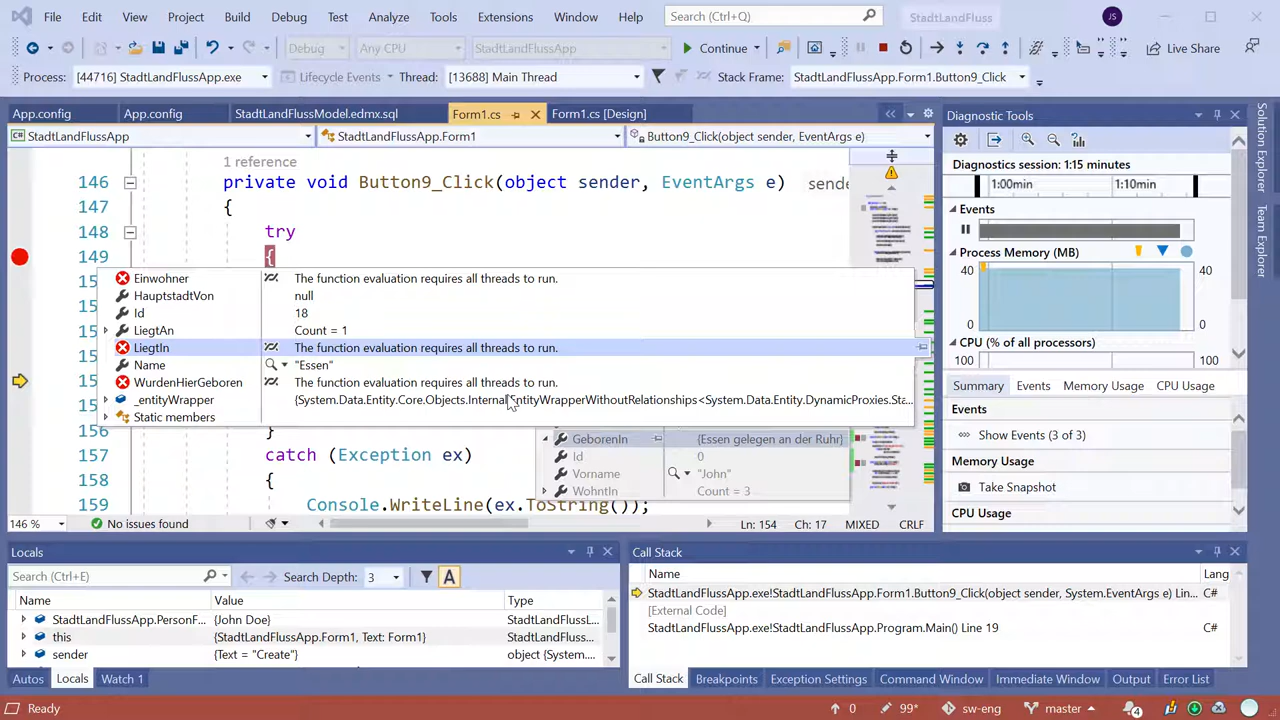 File Edit View Project Build Debug Test Analyze Tools Extensions Window Help Search (Ctrl+Q) StadtLandFluss JS
Debug Any CPU StadtLandFlussApp Continue Live Share
Process: [44716] StadtLandFlussApp.exe Lifecycle Events Thread: [13688] Main Thread Stack Frame: StadtLandFlussApp.Form1.Button9_Click
App.config App.config StadtLandFlussModel.edmx.sql Form1.cs Form1.cs [Design]
StadtLandFlussApp StadtLandFlussApp.Form1 Button9_Click(object sender, EventArgs e)
1 reference
146 private void Button9_Click(object sender, EventArgs e) sende
147 {
148 try
149 {
Einwohner The function evaluation requires all threads to run.
HauptstadtVon null
Id 18
LiegtAn Count = 1
LiegtIn The function evaluation requires all threads to run.
Name "Essen"
WurdenHierGeboren The function evaluation requires all threads to run.
_entityWrapper {System.Data.Entity.Core.Objects.Internal.EntityWrapperWithoutRelationships<System.Data.Entity.DynamicProxies.Sta...
Static members
156 }
GeborenIn {Essen gelegen an der Ruhr}
157 catch (Exception ex)
Id 0
158 {
Vorname "John"
WohntIn Count = 3
159 Console.WriteLine(ex.ToString());
146 % No issues found Ln: 154 Ch: 17 MIXED CRLF
Diagnostic Tools
Diagnostics session: 1:15 minutes
1:00min 1:10min
Events
Process Memory (MB)
40 40
0 0
CPU (% of all processors)
100 100
Summary Events Memory Usage CPU Usage
Events
Show Events (3 of 3)
Memory Usage
Take Snapshot
CPU Usage
Solution Explorer
Team Explorer
Locals
Search (Ctrl+E) Search Depth: 3 A
Name Value Type
StadtLandFlussApp.PersonF {John Doe} StadtLandFlussL...
this {StadtLandFlussApp.Form1, Text: Form1} StadtLandFluss...
sender {Text = "Create"} object {System....
Autos Locals Watch 1
Call Stack
Name Lang
StadtLandFlussApp.exe!StadtLandFlussApp.Form1.Button9_Click(object sender, System.EventArgs e) Lin... C#
[External Code]
StadtLandFlussApp.exe!StadtLandFlussApp.Program.Main() Line 19 C#
Call Stack Breakpoints Exception Settings Command Window Immediate Window Output Error List
Ready 0 99* sw-eng master 4